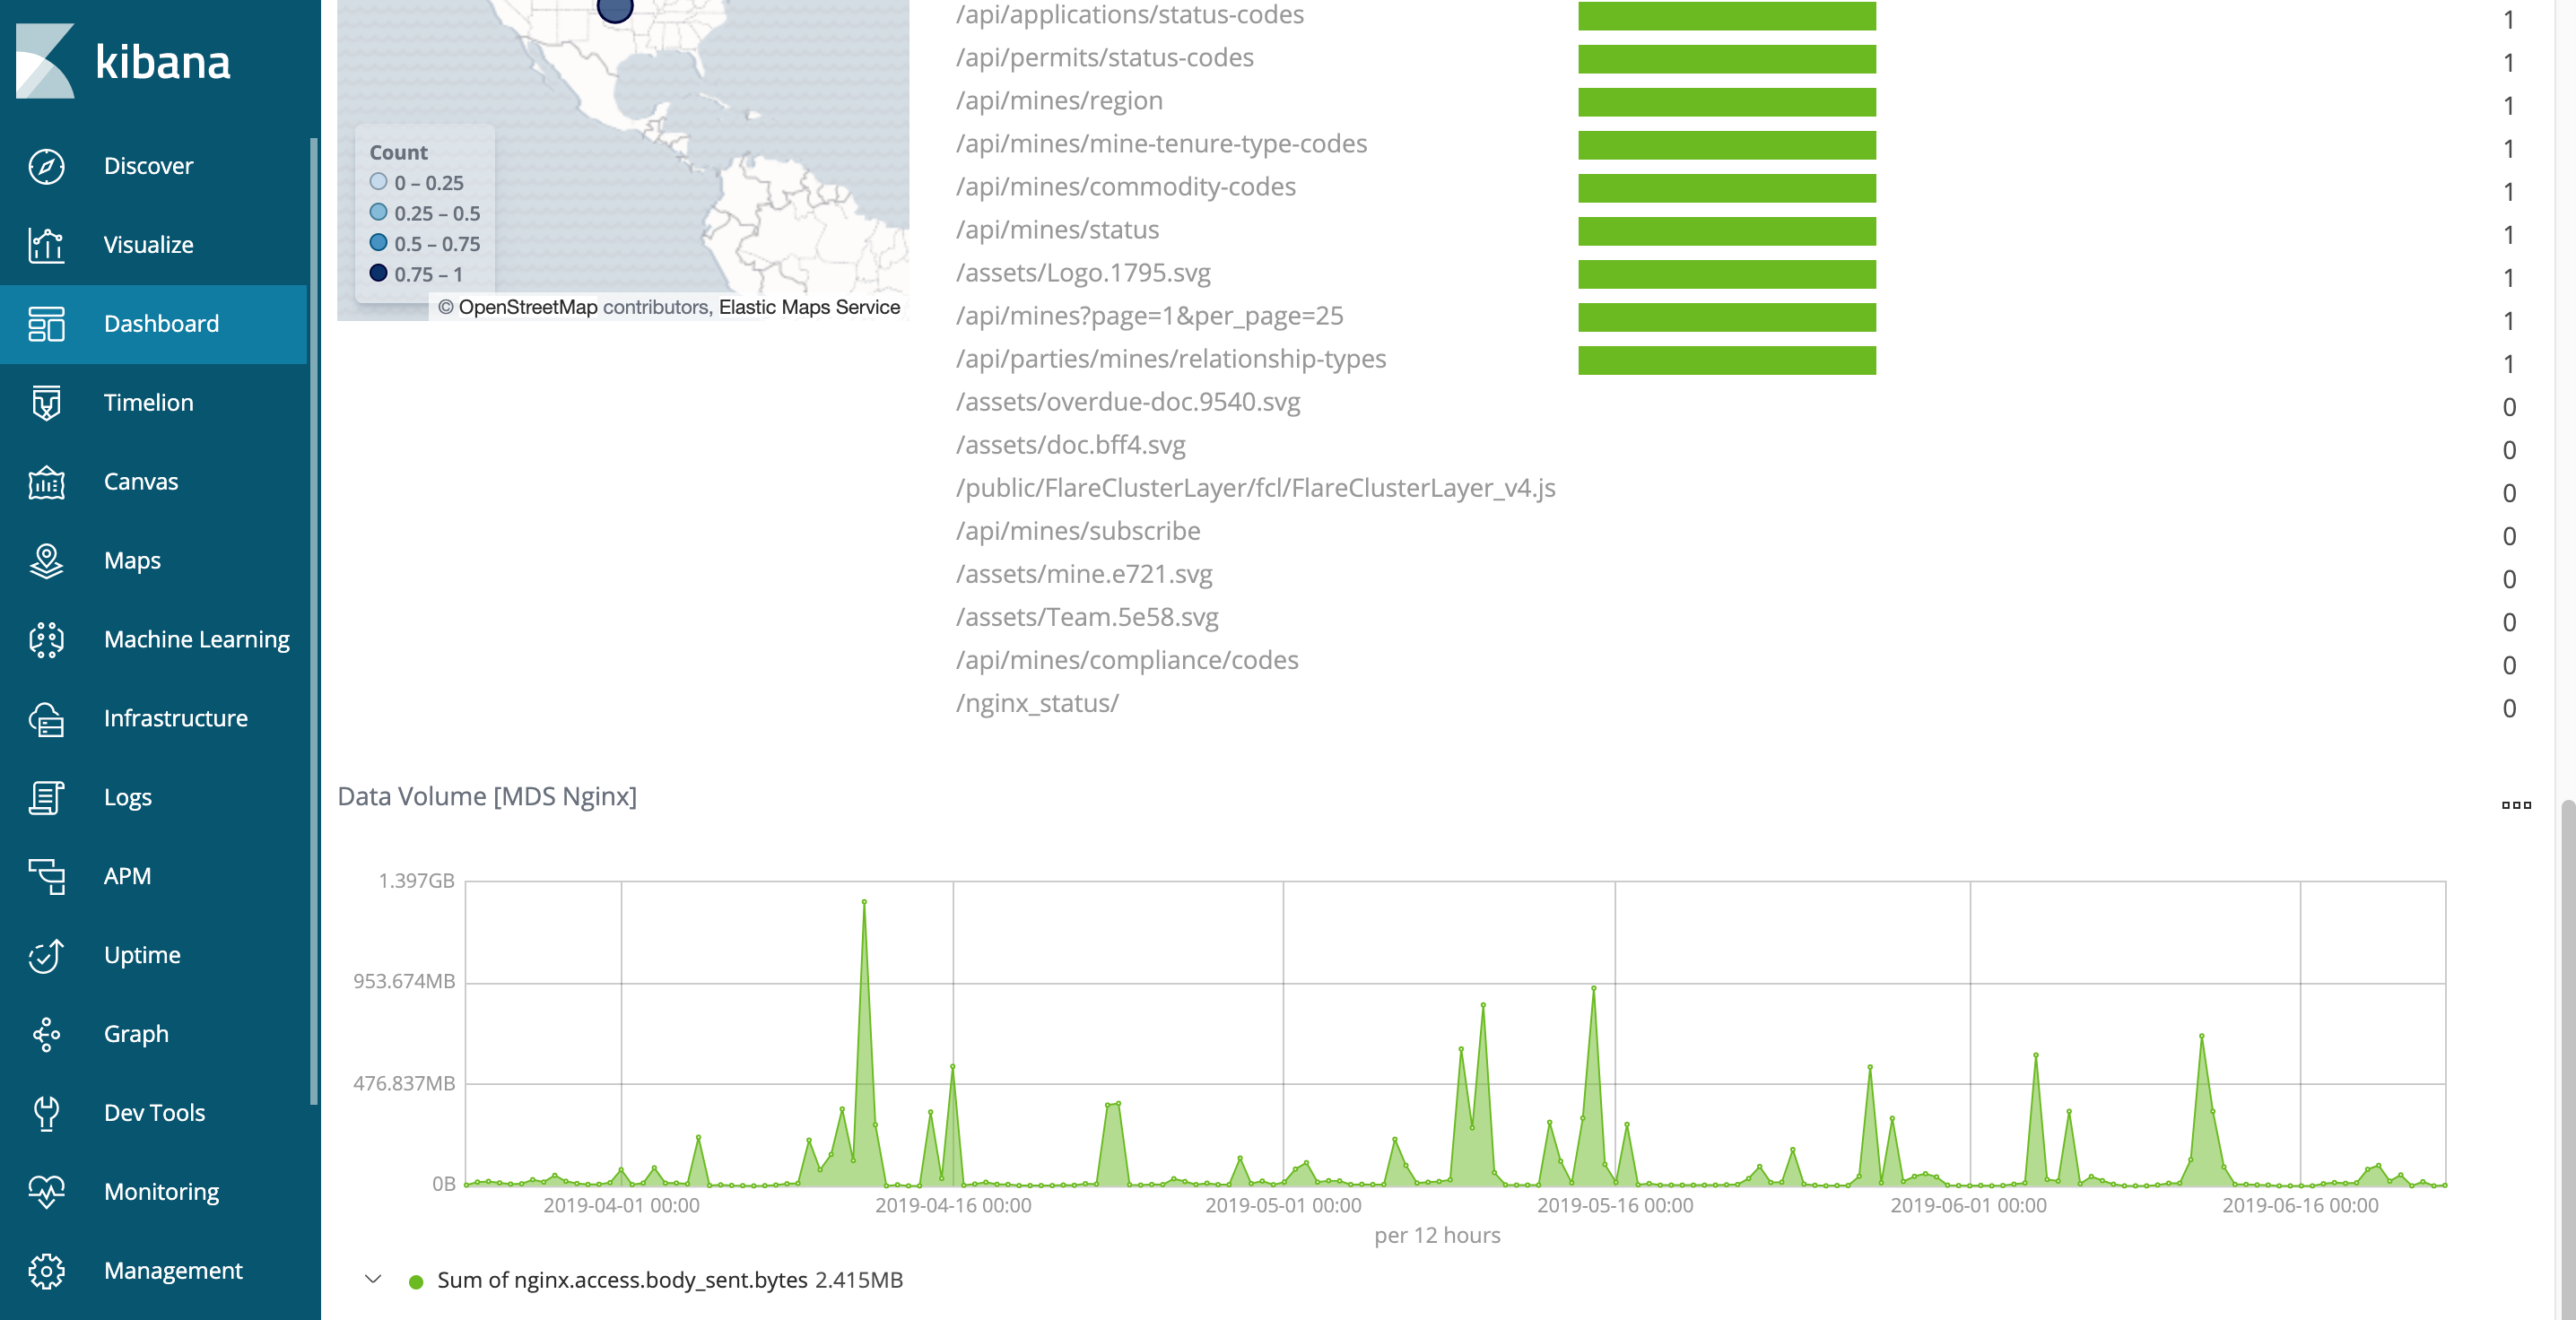 kibana
Discover
Visualize
Dashboard
Timelion
Canvas
Maps
Machine Learning
Infrastructure
Logs
APM
Uptime
Graph
Dev Tools
Monitoring
Management
Count
0 – 0.25
0.25 – 0.5
0.5 – 0.75
0.75 – 1
© OpenStreetMap contributors, Elastic Maps Service
/api/applications/status-codes 1
/api/permits/status-codes 1
/api/mines/region 1
/api/mines/mine-tenure-type-codes 1
/api/mines/commodity-codes 1
/api/mines/status 1
/assets/Logo.1795.svg 1
/api/mines?page=1&per_page=25 1
/api/parties/mines/relationship-types 1
/assets/overdue-doc.9540.svg 0
/assets/doc.bff4.svg 0
/public/FlareClusterLayer/fcl/FlareClusterLayer_v4.js 0
/api/mines/subscribe 0
/assets/mine.e721.svg 0
/assets/Team.5e58.svg 0
/api/mines/compliance/codes 0
/nginx_status/ 0
Data Volume [MDS Nginx]
1.397GB
953.674MB
476.837MB
0B
2019-04-01 00:00 2019-04-16 00:00 2019-05-01 00:00 2019-05-16 00:00 2019-06-01 00:00 2019-06-16 00:00
per 12 hours
Sum of nginx.access.body_sent.bytes 2.415MB